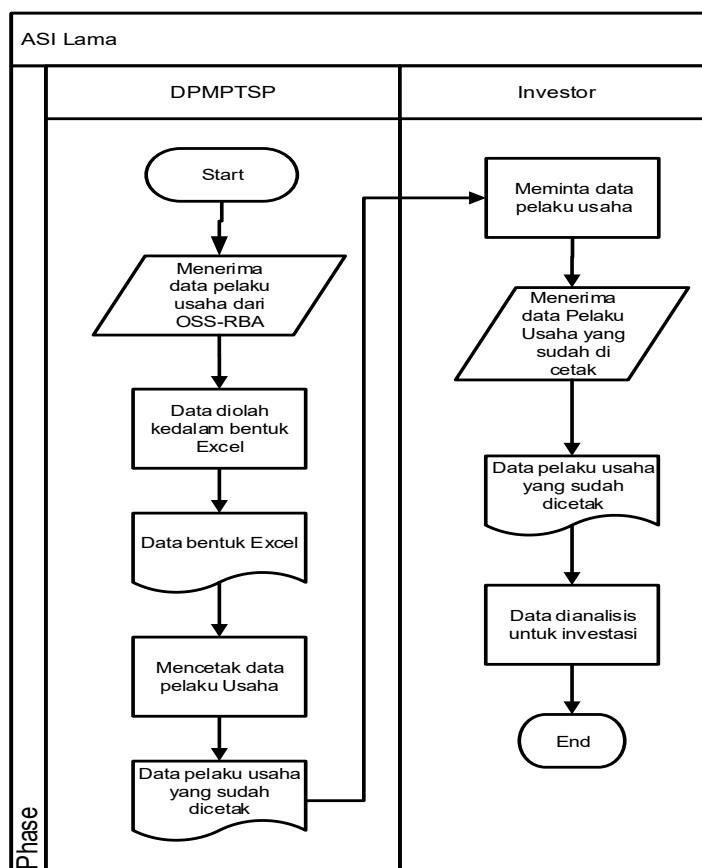 ASI Lama
DPMPTSP
Investor
Start
Menerima
data pelaku
usaha dari
OSS-RBA
Data diolah
kedalam bentuk
Excel
Data bentuk Excel
Mencetak data
pelaku Usaha
Data pelaku usaha
yang sudah
dicetak
Meminta data
pelaku usaha
Menerima
data Pelaku
Usaha yang
sudah di
cetak
Data pelaku usaha
yang sudah
dicetak
Data dianalisis
untuk investasi
End
Phase